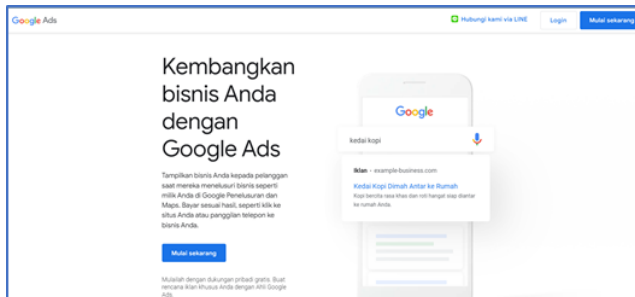 Google Ads
Hubungi kami via LINE
Login
Mulai sekarang
Kembangkan
bisnis Anda
dengan
Google Ads
Tampilkan bisnis Anda kepada pelanggan
saat mereka menelusuri bisnis seperti
milik Anda di Google Penelusuran dan
Maps. Bayar sesuai hasil, seperti klik ke
situs Anda atau panggilan telepon ke
bisnis Anda.
Mulai sekarang
Mulailah dengan dukungan pribadi gratis. Buat
rencana iklan khusus Anda dengan Ahli Google
Ads.
Google
kedai kopi
Iklan - example-business.com
Kedai Kopi Dimah Antar ke Rumah
Kopi bercita rasa khas dan roti hangat siap diantar
ke rumah Anda.